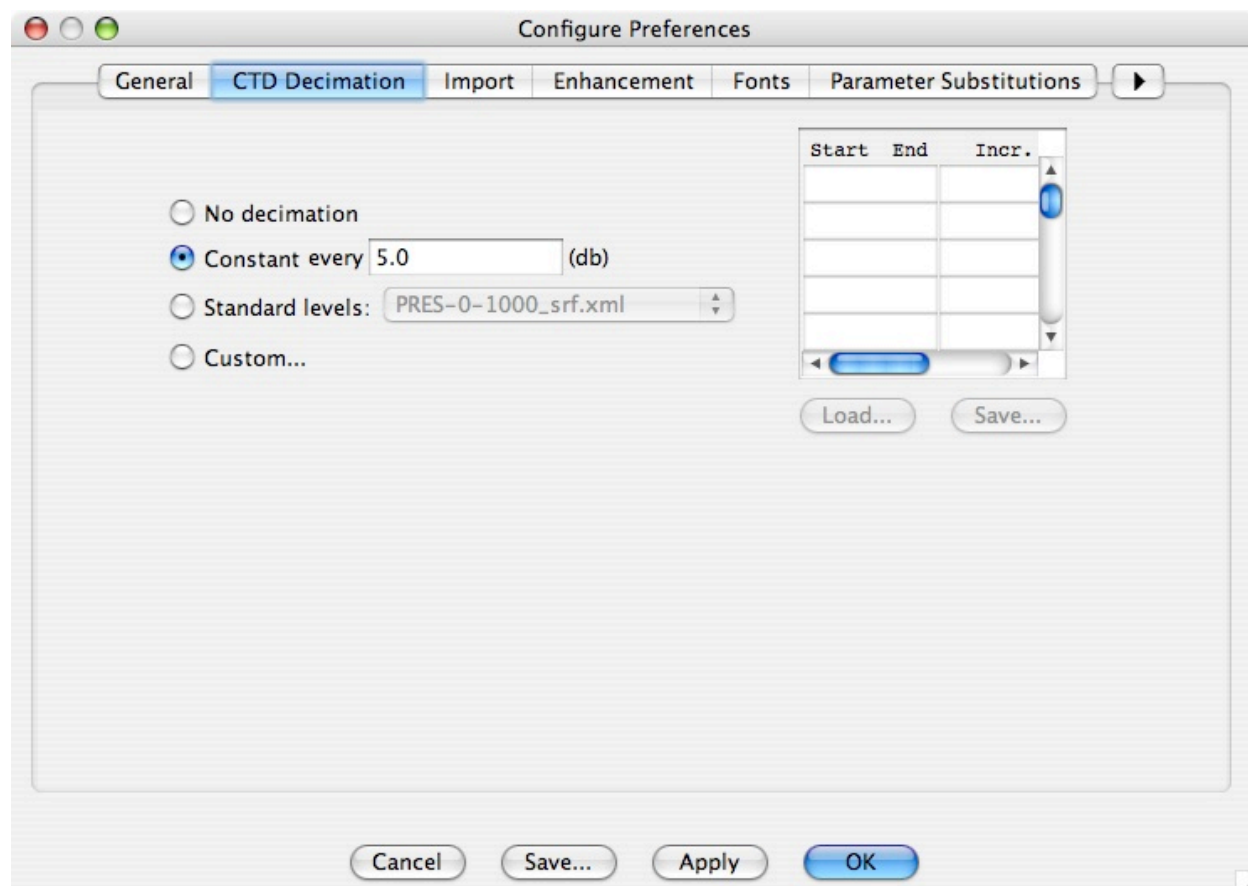 Configure Preferences
General CTD Decimation Import Enhancement Fonts Parameter Substitutions
Start End Incr.
No decimation
Constant every 5.0 (db)
Standard levels: PRES-0-1000_srf.xml
Custom...
Load... Save...
Cancel Save... Apply OK